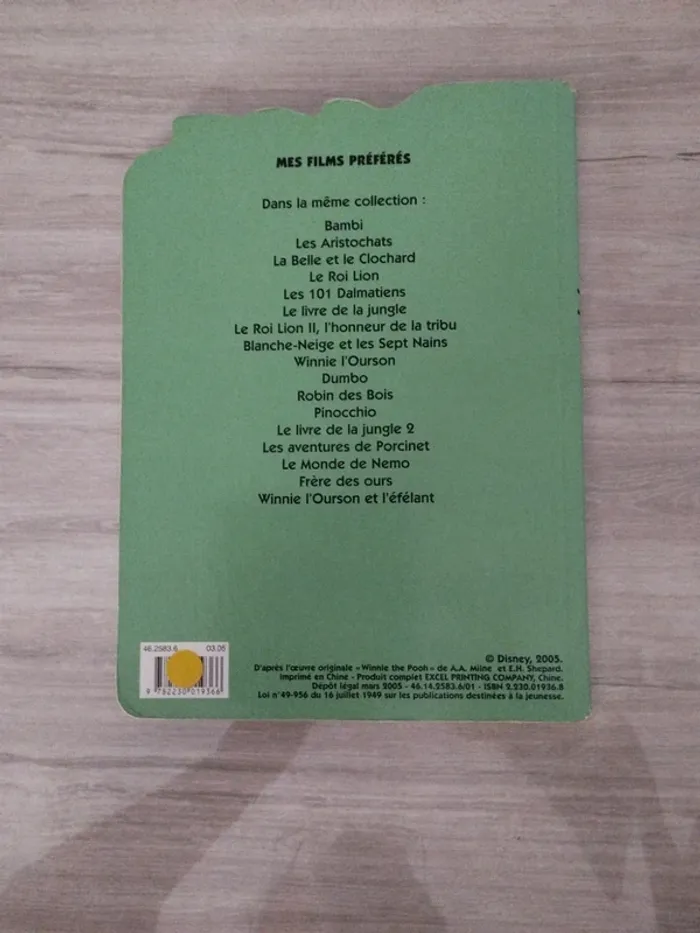 MES FILMS PRÉFÉRÉS
Dans la même collection :
Bambi
Les Aristochats
La Belle et le Clochard
Le Roi Lion
Les 101 Dalmatiens
Le livre de la jungle
Le Roi Lion II, l'honneur de la tribu
Blanche-Neige et les Sept Nains
Winnie l'Ourson
Dumbo
Robin des Bois
Pinocchio
Le livre de la jungle 2
Les aventures de Porcinet
Le Monde de Nemo
Frère des ours
Winnie l'Ourson et l'éfélant
46.2583.6 03.05
9 782230 019366
© Disney, 2005.
D'après l'œuvre originale «Winnie the Pooh» de A.A. Milne et E.H. Shepard.
Imprimé en Chine - Produit complet EXCEL PRINTING COMPANY, Chine.
Dépôt légal mars 2005 - 46.14.2583.6/01 - ISBN 2.230.01936.8
Loi n°49-956 du 16 juillet 1949 sur les publications destinées à la jeunesse.